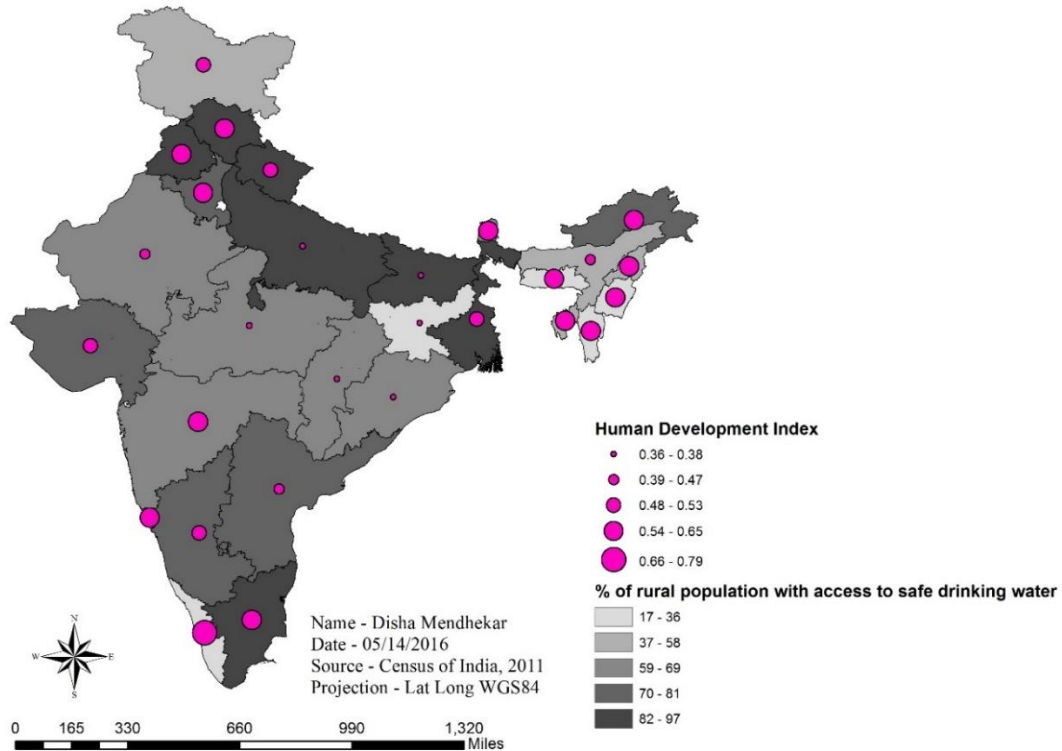 Human Development Index
0.36 - 0.38
0.39 - 0.47
0.48 - 0.53
0.54 - 0.65
0.66 - 0.79
% of rural population with access to safe drinking water
17 - 36
37 - 58
59 - 69
70 - 81
82 - 97
Name - Disha Mendhekar
Date - 05/14/2016
Source - Census of India, 2011
Projection - Lat Long WGS84
N
W E
S
0 165 330 660 990 1,320
Miles